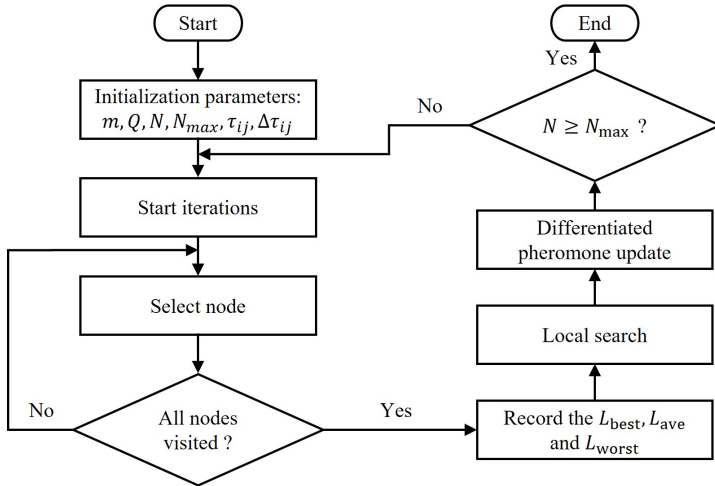 Start
Initialization parameters:
m, Q, N, N_max, τ_ij, Δτ_ij
Start iterations
Select node
No
All nodes
visited ?
Yes
Record the L_best, L_ave
and L_worst
Local search
Differentiated
pheromone update
N ≥ N_max ?
No
Yes
End